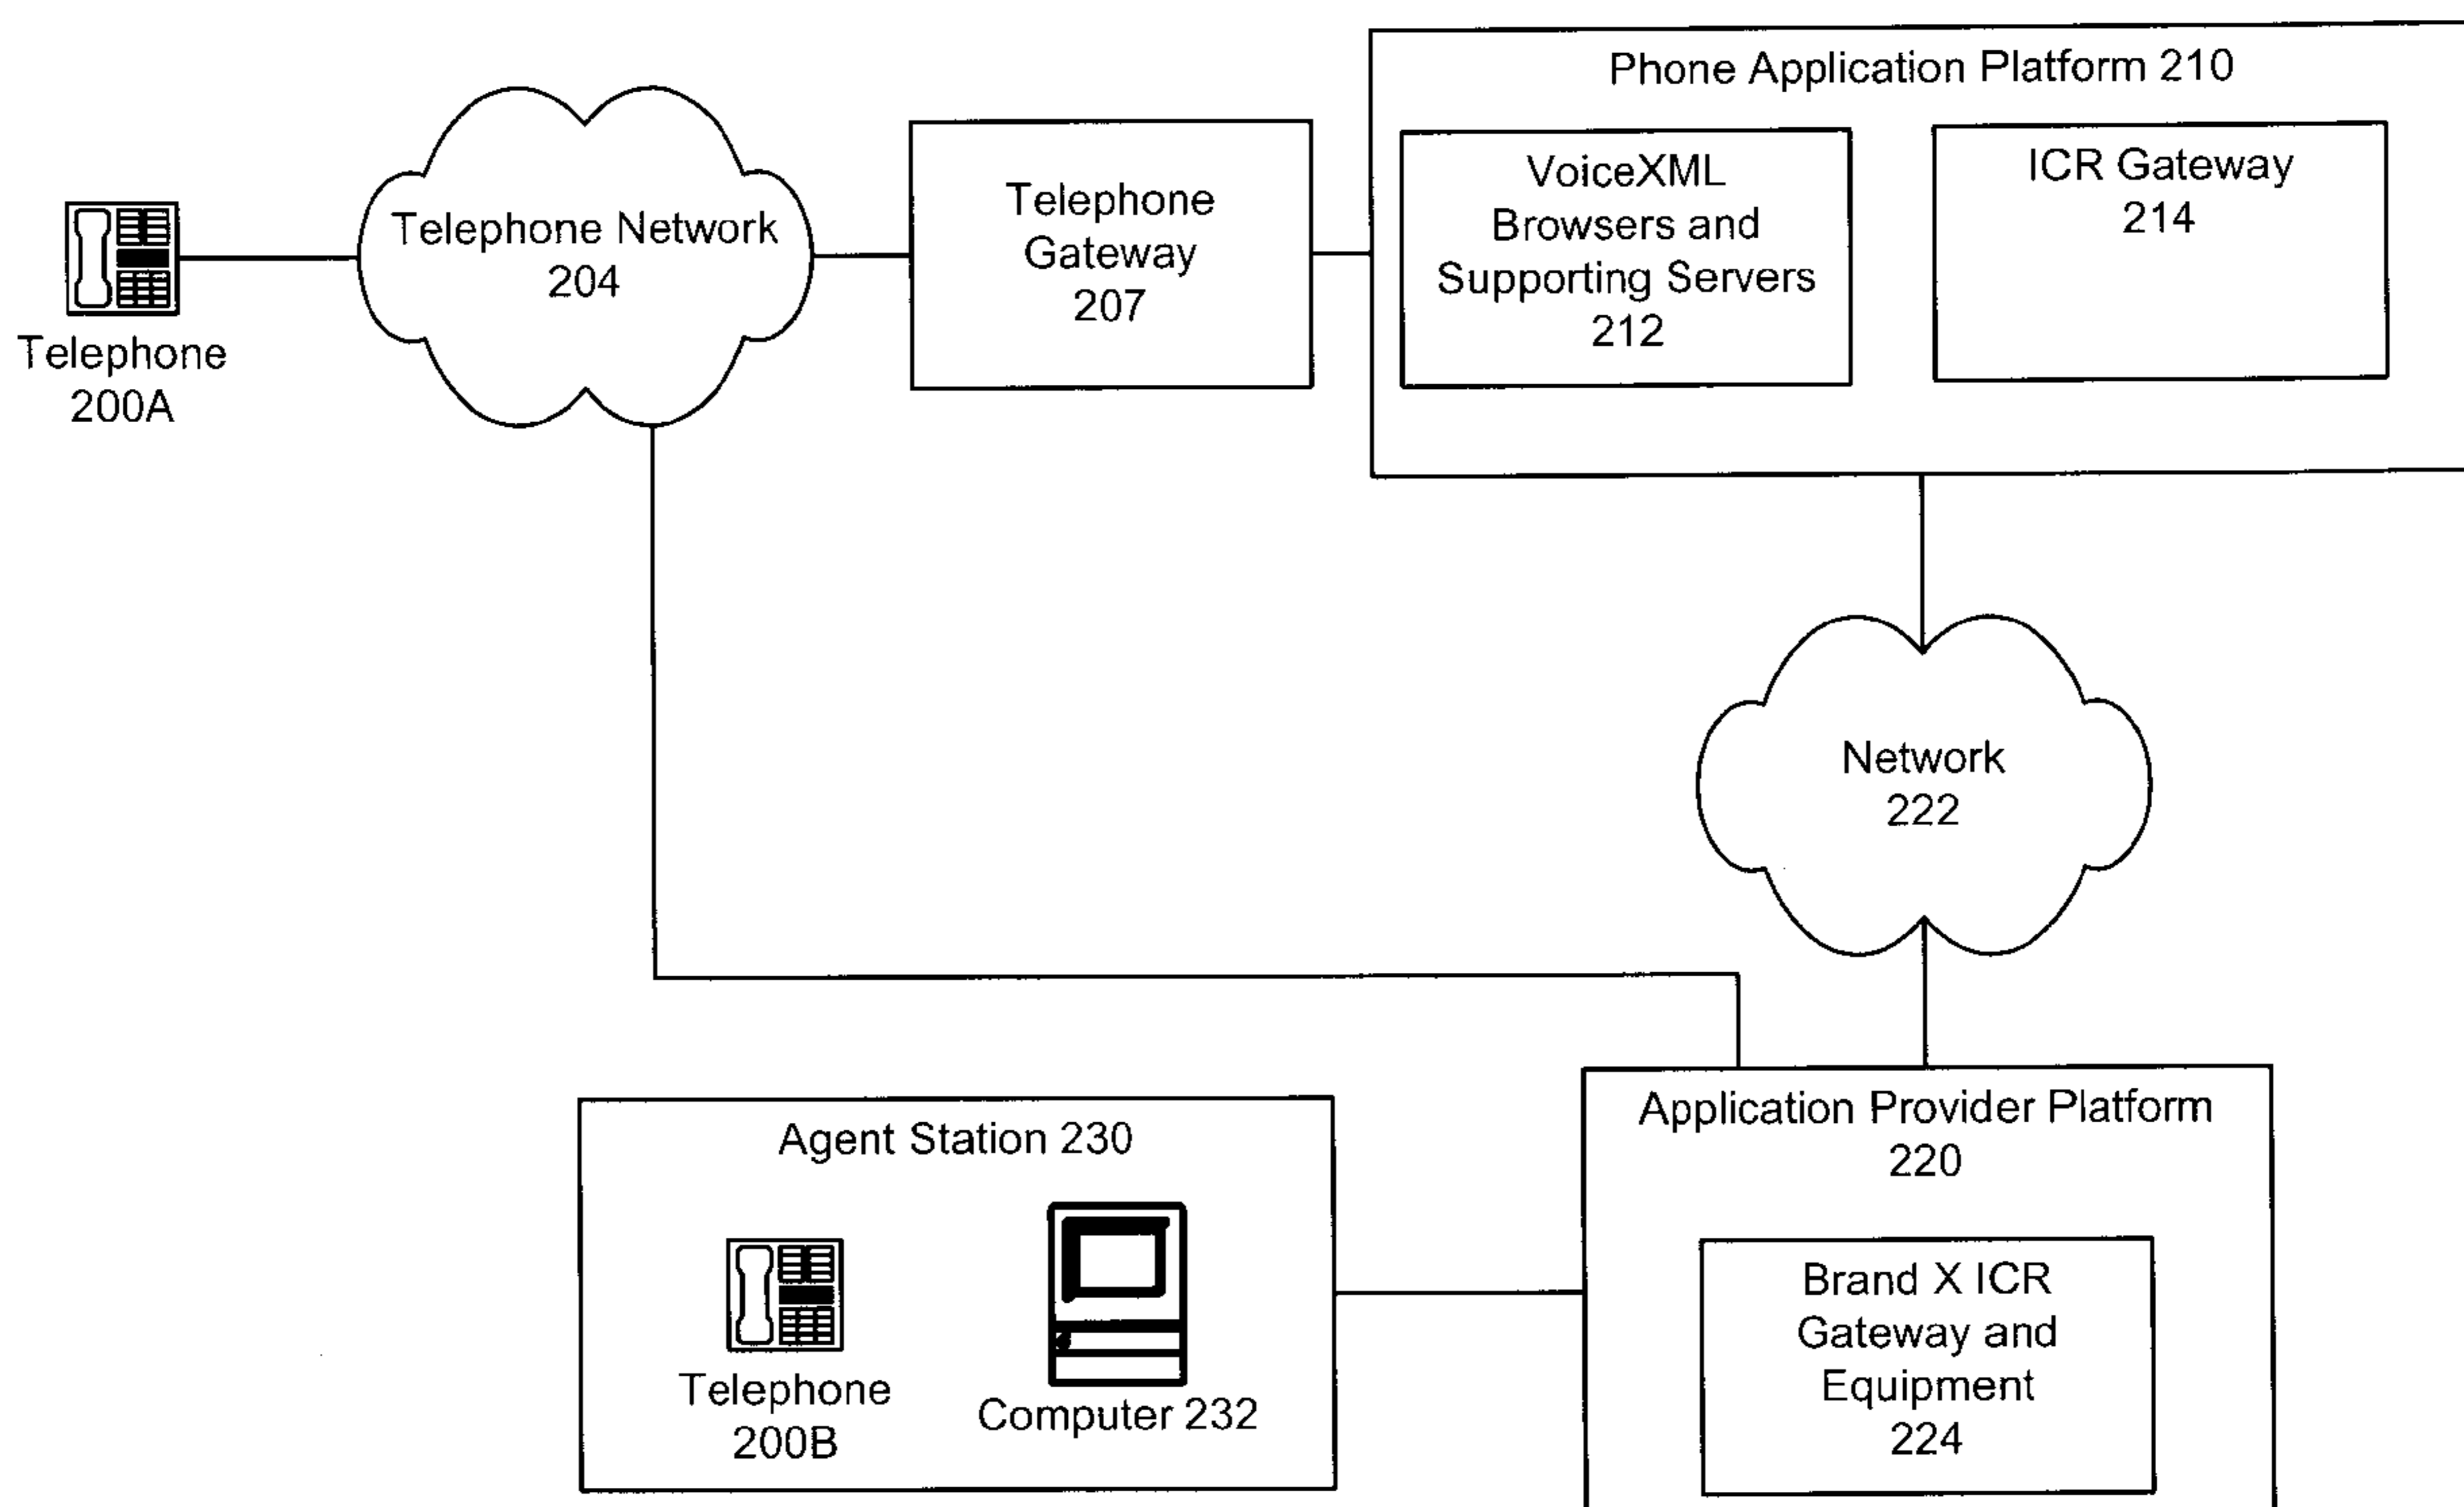 Phone Application Platform 210
VoiceXML
Browsers and
Supporting Servers
212
ICR Gateway
214
Telephone
Gateway
207
Telephone Network
204
Telephone
200A
Network
222
Application Provider Platform
220
Brand X ICR
Gateway and
Equipment
224
Agent Station 230
Telephone
200B
Computer 232